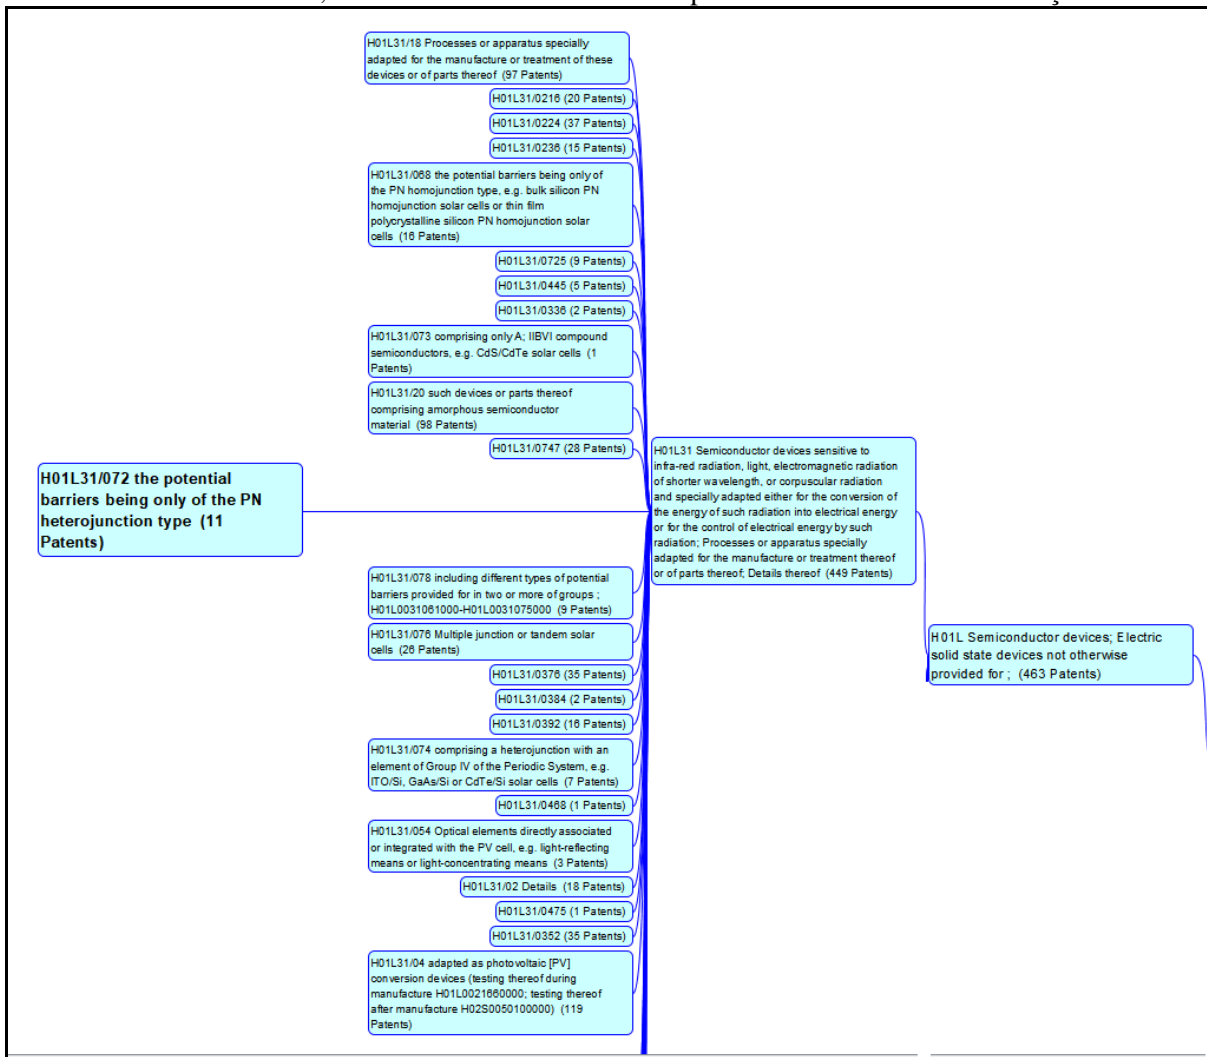 H01L31/18 Processes or apparatus specially
adapted for the manufacture or treatment of these
devices or of parts thereof (97 Patents)
H01L31/0216 (20 Patents)
H01L31/0224 (37 Patents)
H01L31/0236 (15 Patents)
H01L31/068 the potential barriers being only of
the PN homojunction type, e.g. bulk silicon PN
homojunction solar cells or thin film
polycrystalline silicon PN homojunction solar
cells (16 Patents)
H01L31/0725 (9 Patents)
H01L31/0445 (5 Patents)
H01L31/0336 (2 Patents)
H01L31/073 comprising only A; IIBVI compound
semiconductors, e.g. CdS/CdTe solar cells (1
Patents)
H01L31/20 such devices or parts thereof
comprising amorphous semiconductor
material (98 Patents)
H01L31/0747 (28 Patents)
H01L31/072 the potential
barriers being only of the PN
heterojunction type (11
Patents)
H01L31/078 including different types of potential
barriers provided for in two or more of groups ;
H01L0031061000-H01L0031075000 (9 Patents)
H01L31/076 Multiple junction or tandem solar
cells (26 Patents)
H01L31/0376 (35 Patents)
H01L31/0384 (2 Patents)
H01L31/0392 (16 Patents)
H01L31/074 comprising a heterojunction with an
element of Group IV of the Periodic System, e.g.
ITO/Si, GaAs/Si or CdTe/Si solar cells (7 Patents)
H01L31/0468 (1 Patents)
H01L31/054 Optical elements directly associated
or integrated with the PV cell, e.g. light-reflecting
means or light-concentrating means (3 Patents)
H01L31/02 Details (18 Patents)
H01L31/0475 (1 Patents)
H01L31/0352 (35 Patents)
H01L31/04 adapted as photovoltaic [PV]
conversion devices (testing thereof during
manufacture H01L0021660000; testing thereof
after manufacture H02S0050100000) (119
Patents)
H01L31 Semiconductor devices sensitive to
infra-red radiation, light, electromagnetic radiation
of shorter wavelength, or corpuscular radiation
and specially adapted either for the conversion of
the energy of such radiation into electrical energy
or for the control of electrical energy by such
radiation; Processes or apparatus specially
adapted for the manufacture or treatment thereof
or of parts thereof; Details thereof (449 Patents)
H01L Semiconductor devices; Electric
solid state devices not otherwise
provided for ; (463 Patents)